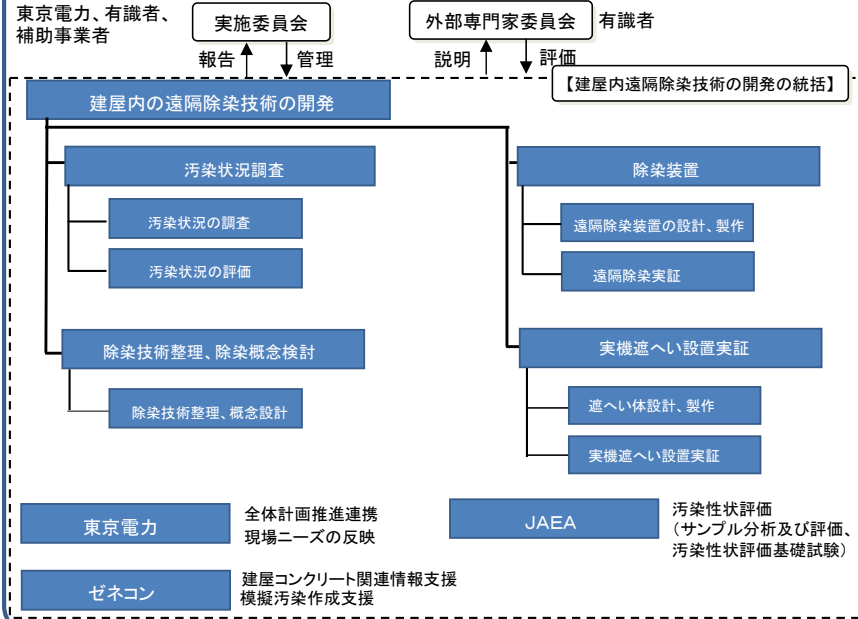 東京電力、有識者、
補助事業者
実施委員会
外部専門家委員会
有識者
報告
管理
説明
評価
【建屋内遠隔除染技術の開発の統括】
建屋内の遠隔除染技術の開発
汚染状況調査
汚染状況の調査
汚染状況の評価
除染技術整理、除染概念検討
除染技術整理、概念設計
除染装置
遠隔除染装置の設計、製作
遠隔除染実証
実機遮へい設置実証
遮へい体設計、製作
実機遮へい設置実証
東京電力
全体計画推進連携
現場ニーズの反映
JAEA
汚染性状評価
（サンプル分析及び評価、
汚染性状評価基礎試験）
ゼネコン
建屋コンクリート関連情報支援
模擬汚染作成支援